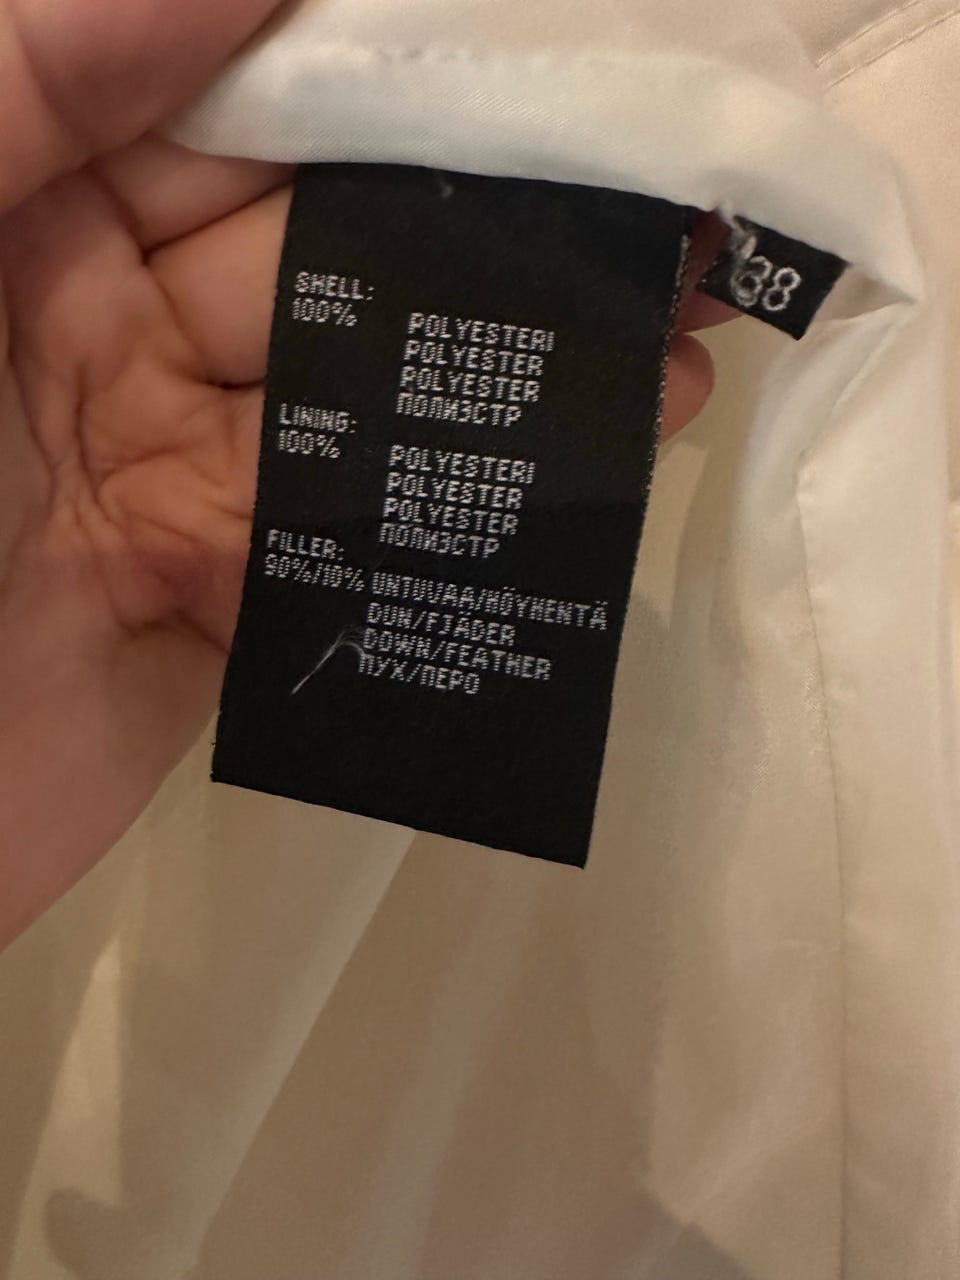 SHELL:
100%
POLYESTERI
POLYESTER
POLYESTER
ПОЛИЭСТР
LINING:
100%
POLYESTERI
POLYESTER
POLYESTER
ПОЛИЭСТР
FILLER:
90%/10% UNTUVAA/HÖYHENTÄ
DUN/FJÄDER
DOWN/FEATHER
ПУХ/ПЕРО
38